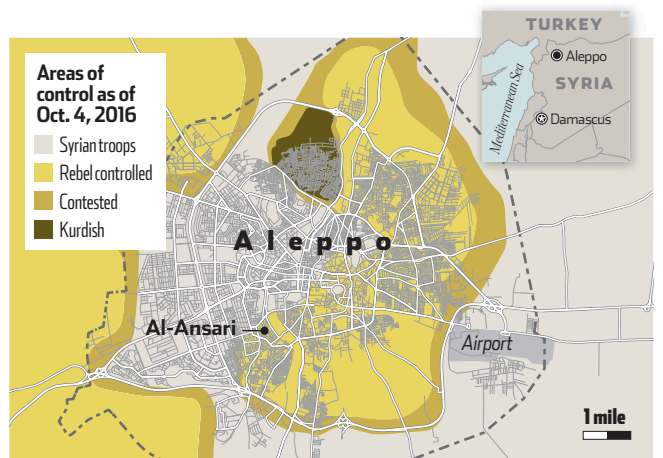 Areas of
control as of
Oct. 4, 2016
Syrian troops
Rebel controlled
Contested
Kurdish
TURKEY
Aleppo
SYRIA
Mediterranean Sea
Damascus
Aleppo
Al-Ansari
Airport
1 mile